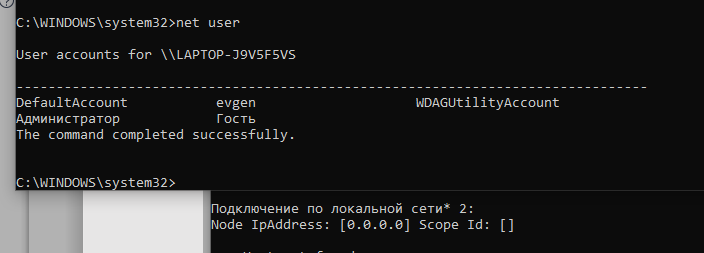 C:\WINDOWS\system32>net user
User accounts for \\LAPTOP-J9V5F5VS
-------------------------------------------------------------------------------
DefaultAccount evgen WDAGUtilityAccount
Администратор Гость
The command completed successfully.
C:\WINDOWS\system32>
Подключение по локальной сети* 2:
Node IpAddress: [0.0.0.0] Scope Id: []